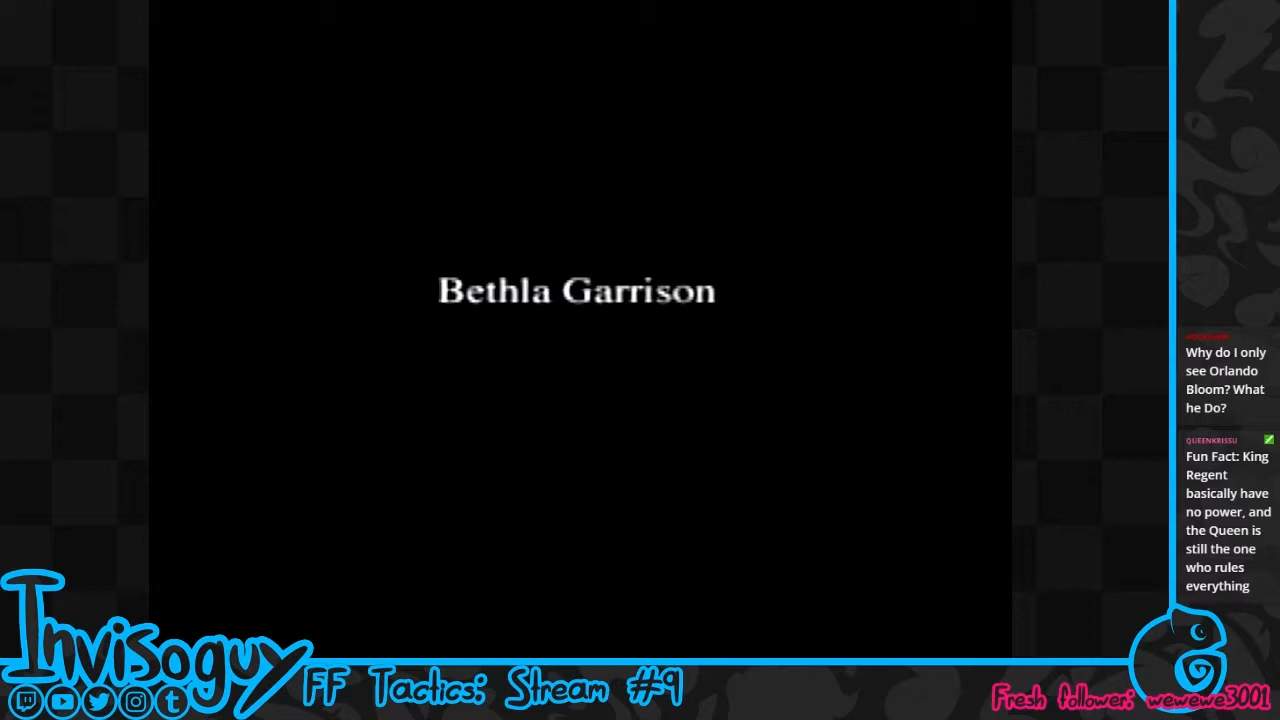 Bethla Garrison
Why do I only
see Orlando
Bloom? What
he Do?
QUEENKRISSU
Fun Fact: King
Regent
basically have
no power, and
the Queen is
still the one
who rules
everything
Invisoguy
FF Tactics: Stream #9
Fresh follower: wewewe3001